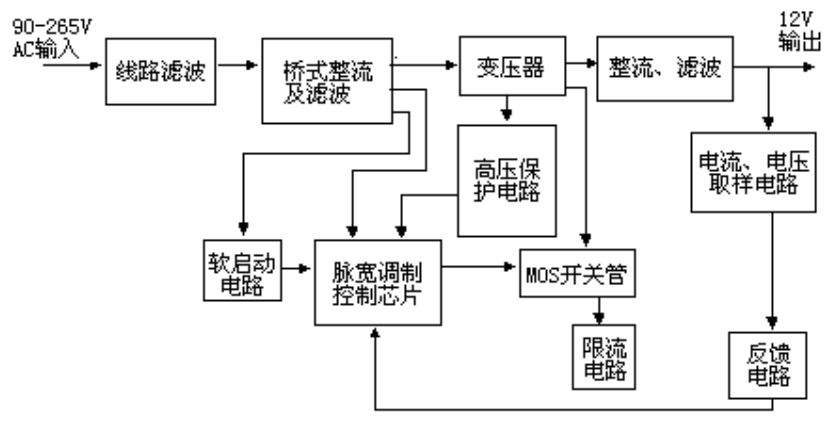 90-265V
AC输入
线路滤波
桥式整流
及滤波
变压器
整流、滤波
12V
输出
高压保
护电路
电流、电压
取样电路
软启动
电路
脉宽调制
控制芯片
MOS开关管
限流
电路
反馈
电路